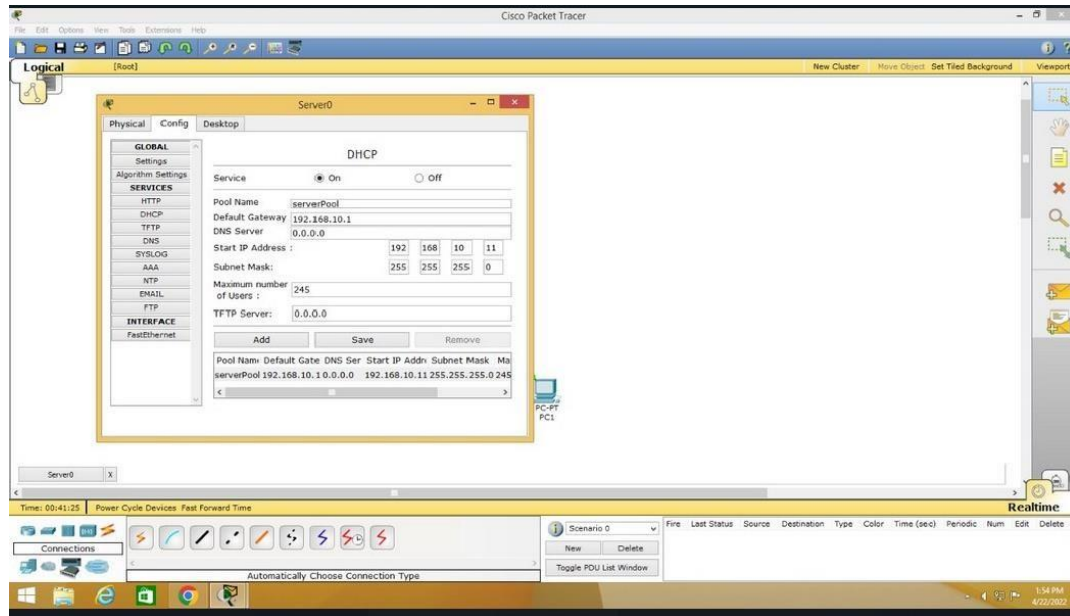 Cisco Packet Tracer
File Edit Options View Tools Extensions Help
Logical [Root] New Cluster Move Object Set Tiled Background Viewport
Server0
Physical Config Desktop
GLOBAL
Settings
Algorithm Settings
SERVICES
HTTP
DHCP
TFTP
DNS
SYSLOG
AAA
NTP
EMAIL
FTP
INTERFACE
FastEthernet
DHCP
Service On Off
Pool Name serverPool
Default Gateway 192.168.10.1
DNS Server 0.0.0.0
Start IP Address : 192 168 10 11
Subnet Mask: 255 255 255 0
Maximum number
of Users : 245
TFTP Server: 0.0.0.0
Add Save Remove
Pool Nam Default Gate DNS Ser Start IP Addr Subnet Mask Ma
serverPool 192.168.10.1 0.0.0.0 192.168.10.11 255.255.255.0 245
PC-PT
PC1
Server0 X
Time: 00:41:25 Power Cycle Devices Fast Forward Time Realtime
Connections
Automatically Choose Connection Type
Scenario 0
New Delete
Toggle PDU List Window
Fire Last Status Source Destination Type Color Time (sec) Periodic Num Edit Delete
1:54 PM
4/22/2022